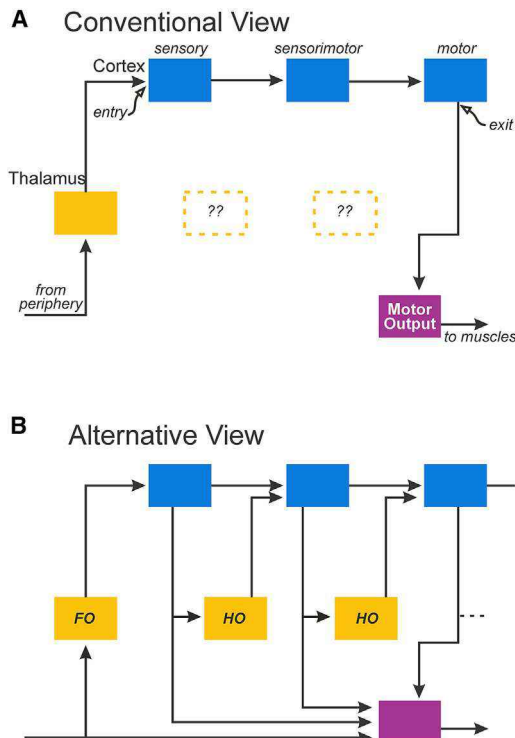 A
Conventional View
sensory
sensorimotor
motor
Cortex
entry
exit
Thalamus
??
??
from
periphery
Motor
Output
to muscles
B
Alternative View
FO
HO
HO